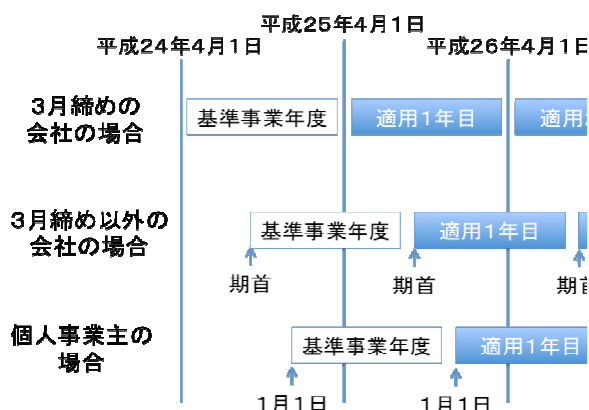 平成25年4月1日
平成24年4月1日
平成26年4月1日
3月締めの
会社の場合
基準事業年度
適用1年目
適用
3月締め以外の
会社の場合
基準事業年度
適用1年目
期首
期首
期首
個人事業主の
場合
基準事業年度
適用1年目
1月1日
1月1日